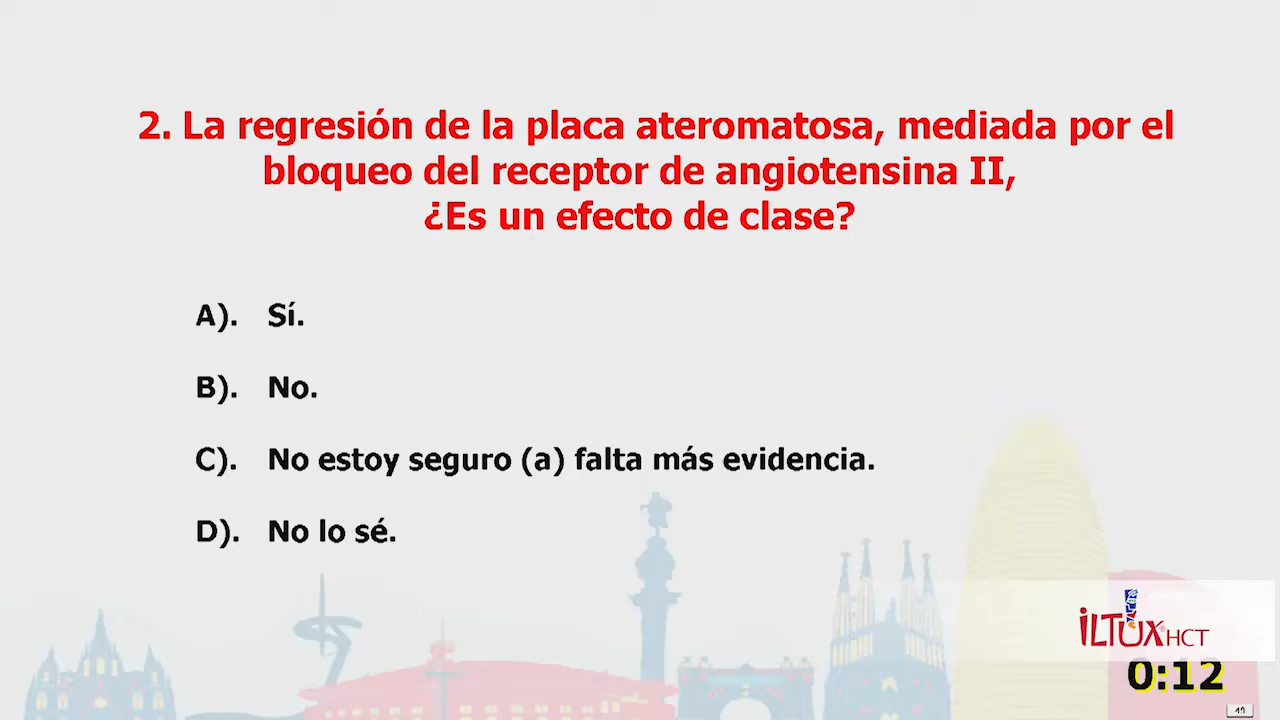 2. La regresión de la placa ateromatosa, mediada por el
bloqueo del receptor de angiotensina II,
¿Es un efecto de clase?
A). Sí.
B). No.
C). No estoy seguro (a) falta más evidencia.
D). No lo sé.
iLTUX® HCT
0:12
49